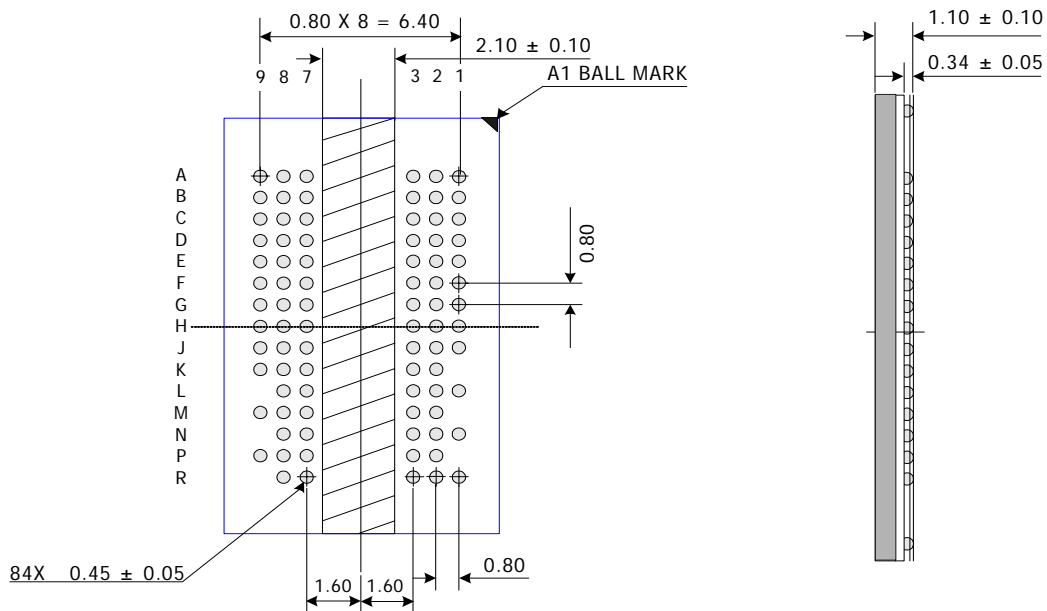 0.80 X 8 = 6.40
2.10 ± 0.10
9 8 7 3 2 1
A1 BALL MARK
A
B
C
D
E
F
G
H
J
K
L
M
N
P
R
0.80
84X 0.45 ± 0.05
1.60 1.60
0.80
1.10 ± 0.10
0.34 ± 0.05